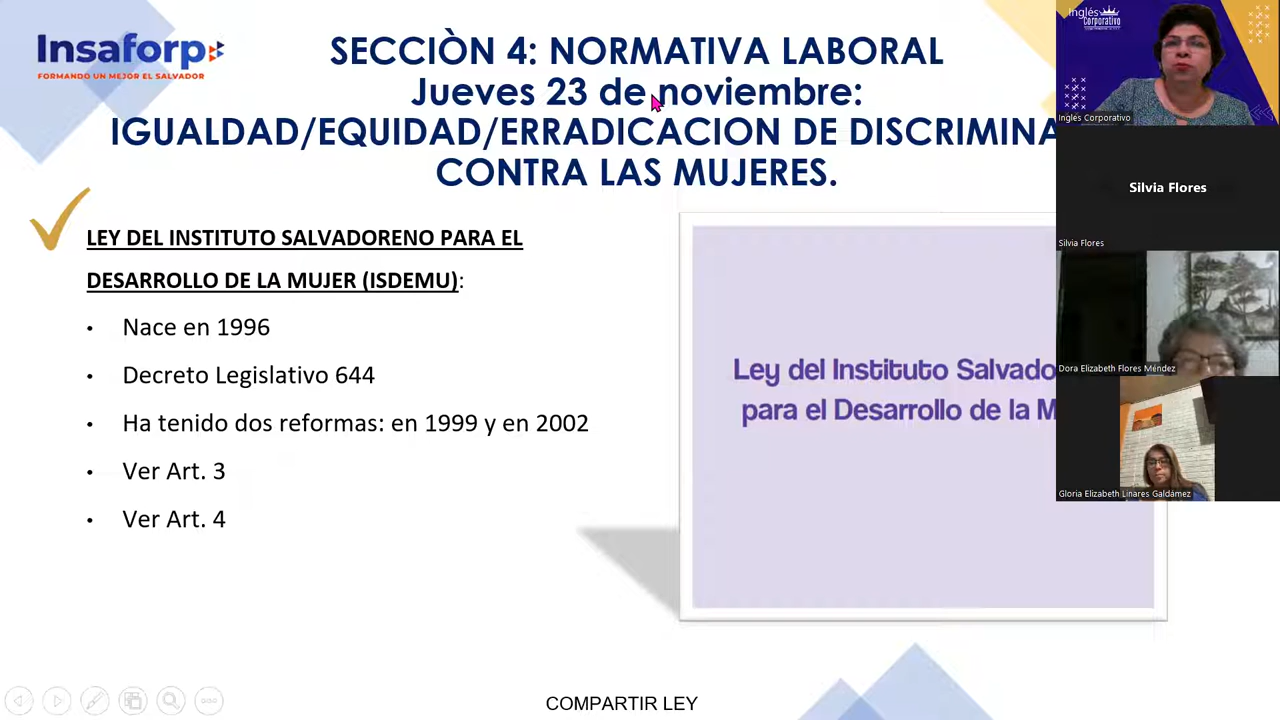 Insaforp
FORMANDO UN MEJOR EL SALVADOR
SECCIÒN 4: NORMATIVA LABORAL
Jueves 23 de noviembre:
IGUALDAD/EQUIDAD/ERRADICACION DE DISCRIMINA
CONTRA LAS MUJERES.
LEY DEL INSTITUTO SALVADORENO PARA EL
DESARROLLO DE LA MUJER (ISDEMU):
• Nace en 1996
• Decreto Legislativo 644
• Ha tenido dos reformas: en 1999 y en 2002
• Ver Art. 3
• Ver Art. 4
Ley del Instituto Salvado
para el Desarrollo de la M
COMPARTIR LEY
Inglés
Corporativo
Inglés Corporativo
Silvia Flores
Silvia Flores
Dora Elizabeth Flores Méndez
Gloria Elizabeth Linares Galdámez